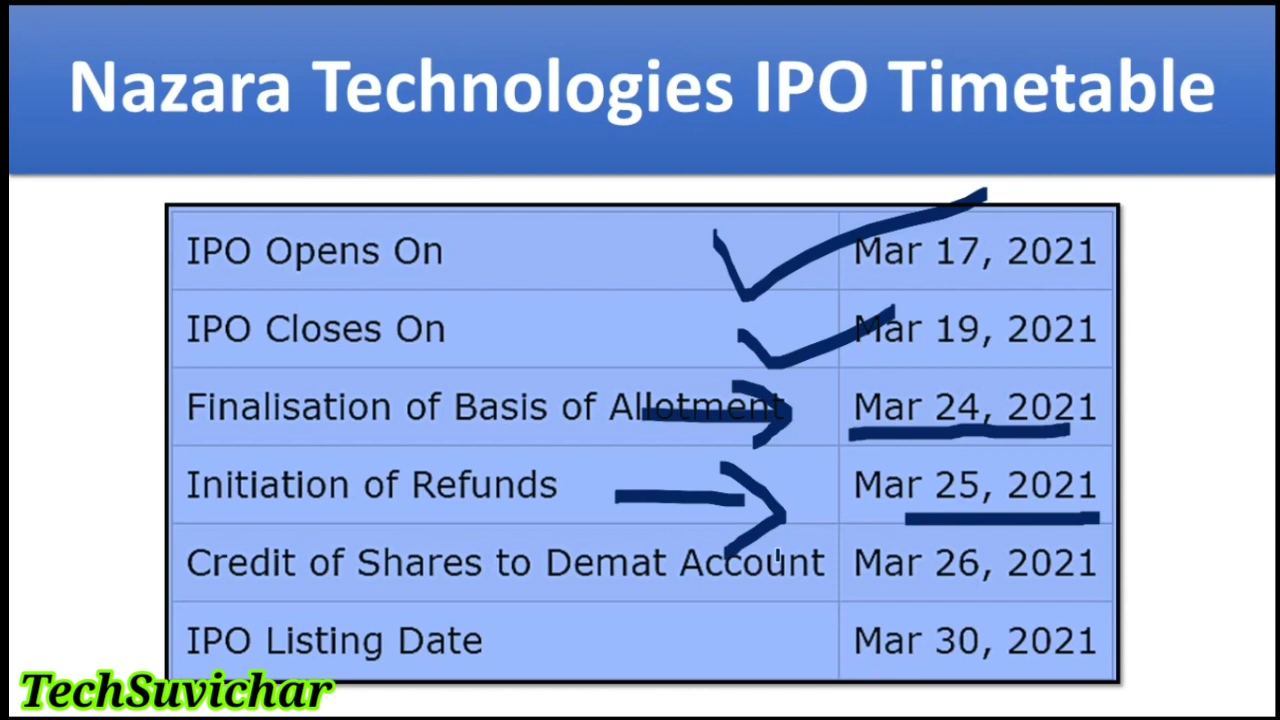 Nazara Technologies IPO Timetable
IPO Opens On Mar 17, 2021
IPO Closes On Mar 19, 2021
Finalisation of Basis of Allotment Mar 24, 2021
Initiation of Refunds Mar 25, 2021
Credit of Shares to Demat Account Mar 26, 2021
IPO Listing Date Mar 30, 2021
TechSuvichar